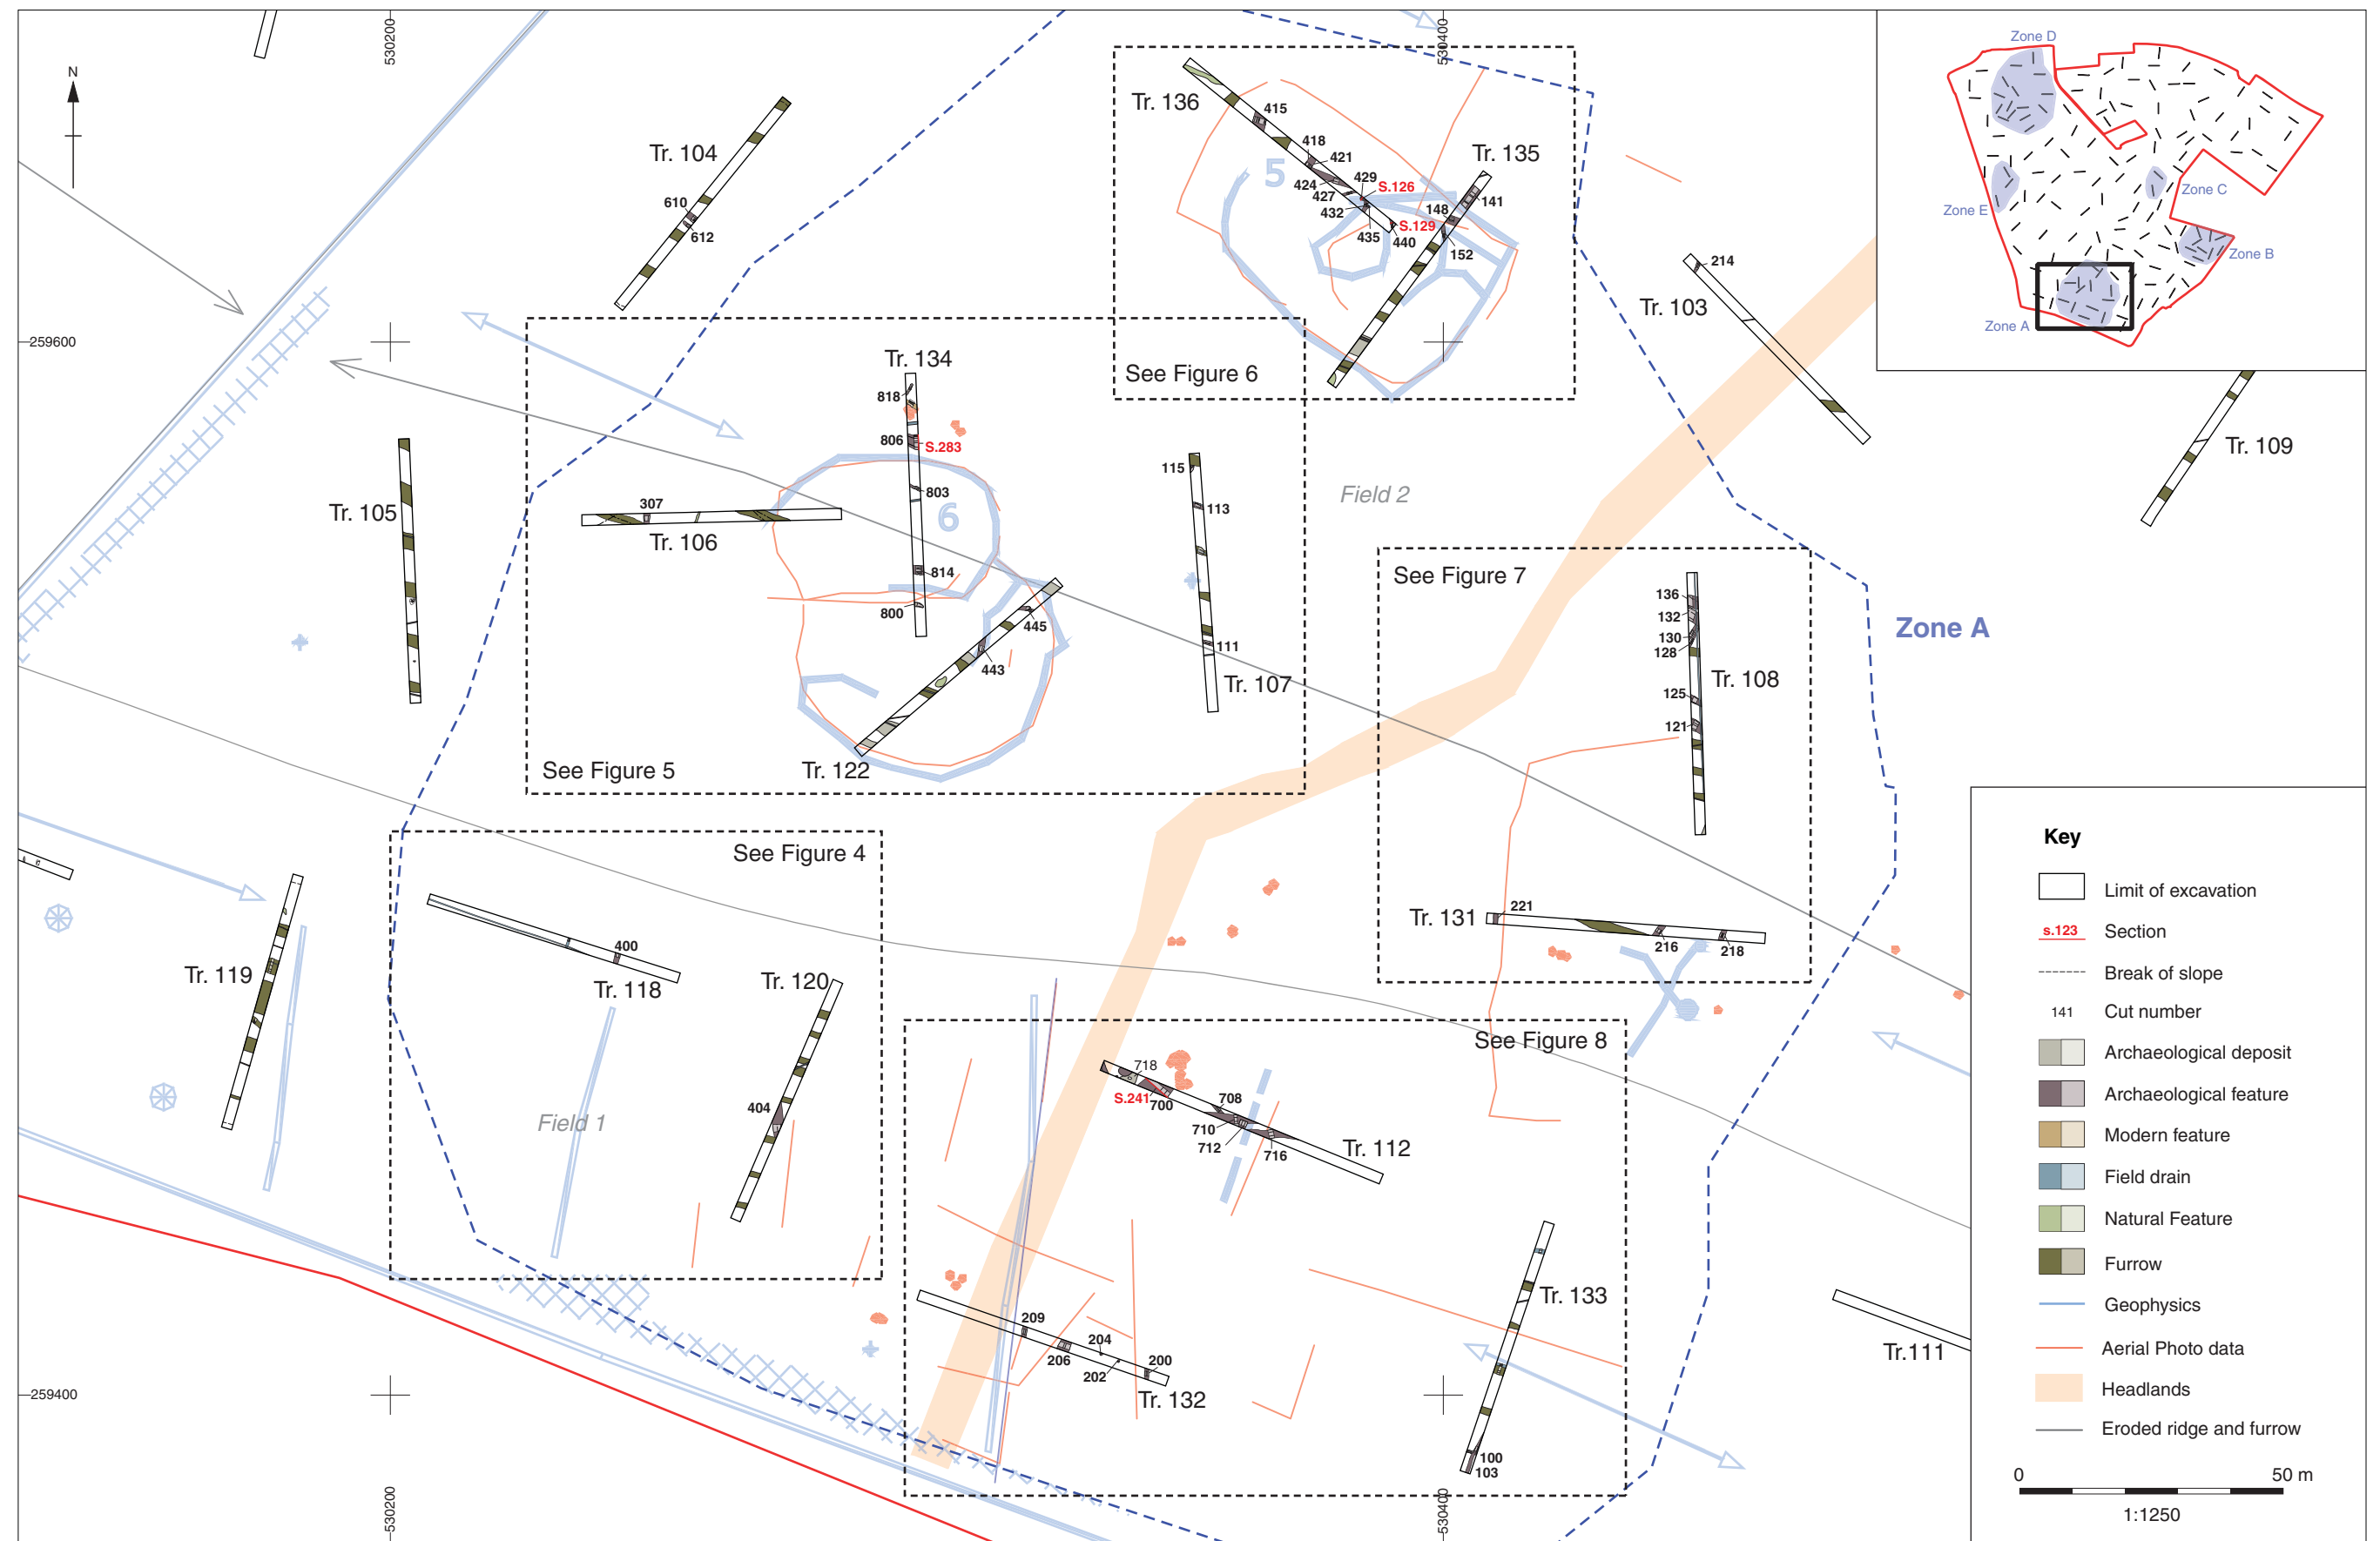 530200
530400
N
Tr. 136
415
418
421
424
429
427
S.126
432
435
S.129
440
5
Tr. 135
141
148
152
See Figure 6
Tr. 104
610
612
214
Tr. 103
259600
Tr. 134
818
806
S.283
803
6
814
800
307
Tr. 106
Tr. 105
115
113
111
Tr. 107
445
443
Tr. 122
See Figure 5
Field 2
See Figure 7
136
132
130
128
125
121
Tr. 108
Tr. 109
Zone A
Tr. 131
221
216
218
See Figure 4
400
Tr. 118
Tr. 119
Tr. 120
404
Field 1
See Figure 8
718
S.241
700
708
710
712
716
Tr. 112
Tr. 133
100
103
209
206
204
202
200
Tr. 132
Tr.111
259400
530200
530400
Zone D
Zone C
Zone E
Zone B
Zone A
Key
Limit of excavation
s.123 Section
Break of slope
141 Cut number
Archaeological deposit
Archaeological feature
Modern feature
Field drain
Natural Feature
Furrow
Geophysics
Aerial Photo data
Headlands
Eroded ridge and furrow
0 50 m
1:1250